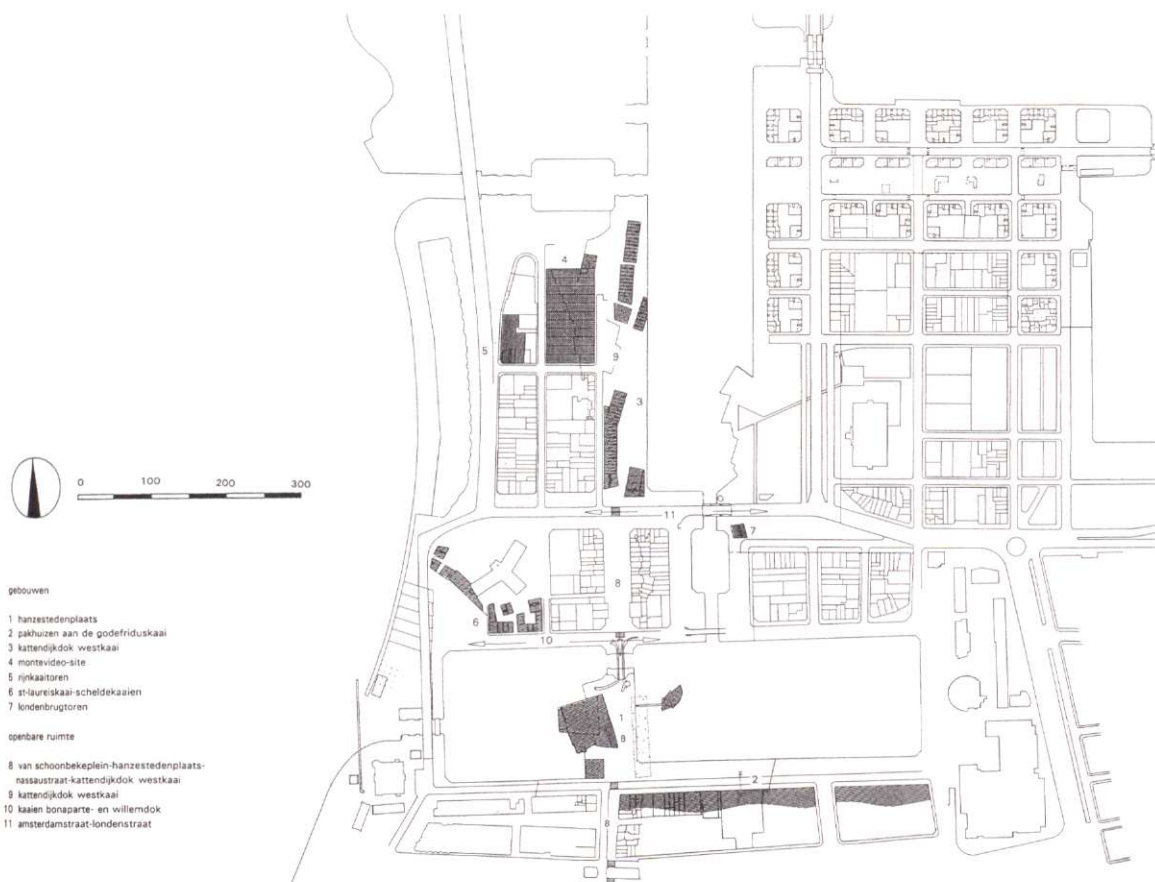 4
5
9
3
0 100 200 300
11
7
8
6
10
1
8
2
8
gebouwen
1 hanzestedenplaats
2 pakhuizen aan de godefriduskaai
3 kattendijkdok westkaai
4 montevideo-site
5 rijnkaaitoren
6 st-laureiskaai-scheldekaaien
7 londenbrugtoren
openbare ruimte
8 van schoonbekeplein-hanzestedenplaats-
nassaustraat-kattendijkdok westkaai
9 kattendijkdok westkaai
10 kaaien bonaparte- en willemdok
11 amsterdamstraat-londenstraat